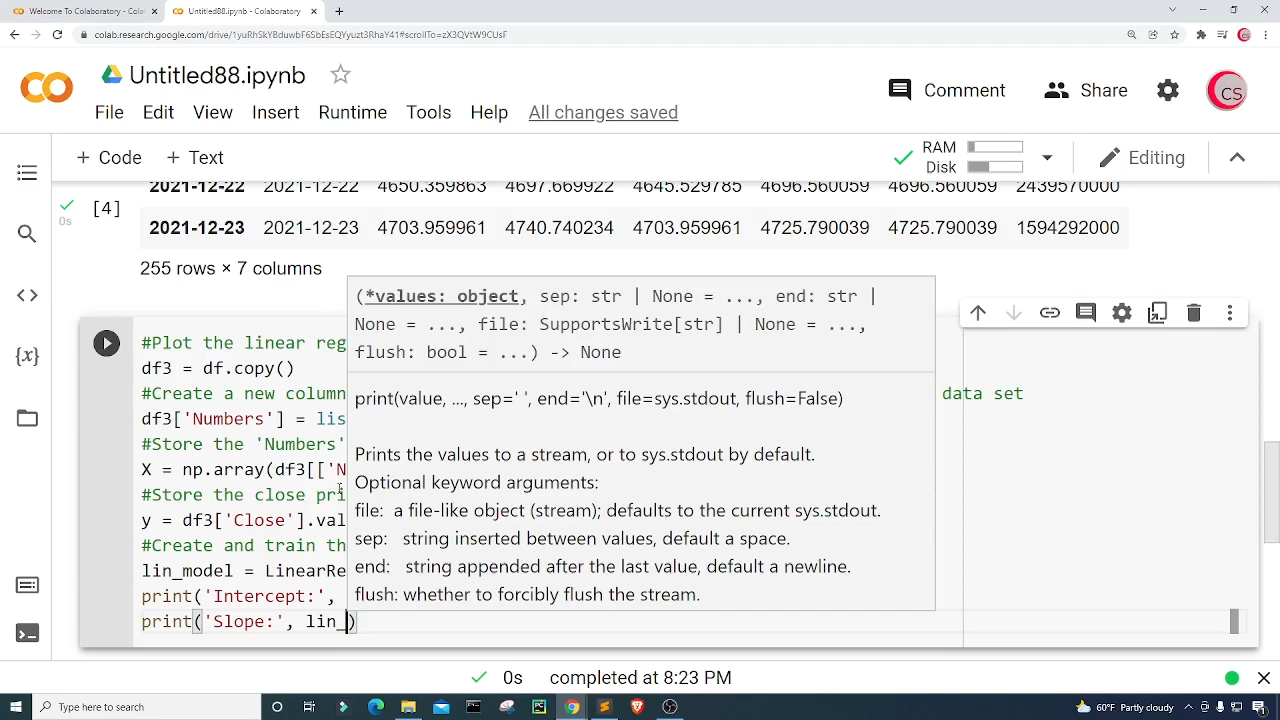 Welcome To Colaboratory - Colab
Untitled88.ipynb - Colaboratory
colab.research.google.com/drive/1yuRhSkYBduwbF6SbEsEQYyuzt3RhaY41#scrollTo=zX3QVtW9CUsF
Untitled88.ipynb
Comment
Share
CS
File Edit View Insert Runtime Tools Help All changes saved
+ Code + Text
RAM
Disk
Editing
2021-12-22 2021-12-22 4650.359863 4697.669922 4645.529785 4696.560059 4696.560059 2439570000
0s
[4]
2021-12-23 2021-12-23 4703.959961 4740.740234 4703.959961 4725.790039 4725.790039 1594292000
255 rows × 7 columns
(*values: object, sep: str | None = ..., end: str |
None = ..., file: SupportsWrite[str] | None = ...,
flush: bool = ...) -> None
print(value, ..., sep=' ', end='\n', file=sys.stdout, flush=False)
Prints the values to a stream, or to sys.stdout by default.
Optional keyword arguments:
file: a file-like object (stream); defaults to the current sys.stdout.
sep: string inserted between values, default a space.
end: string appended after the last value, default a newline.
flush: whether to forcibly flush the stream.
#Plot the linear reg
df3 = df.copy()
#Create a new column data set
df3['Numbers'] = lis
#Store the 'Numbers'
X = np.array(df3[['N
#Store the close pri
y = df3['Close'].val
#Create and train th
lin_model = LinearRe
print('Intercept:',
print('Slope:', lin_)
0s completed at 8:23 PM
Type here to search
60°F Partly cloudy